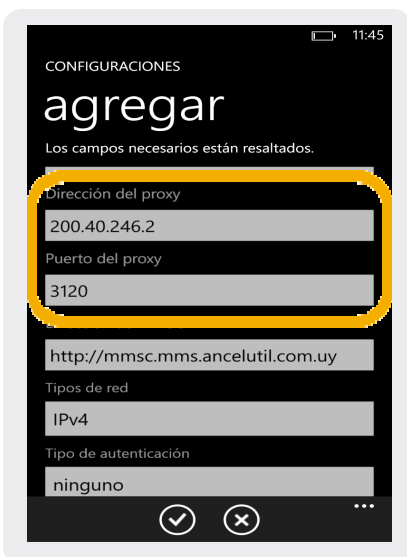 11:45
CONFIGURACIONES
agregar
Los campos necesarios están resaltados.
Dirección del proxy
200.40.246.2
Puerto del proxy
3120
http://mmsc.mms.ancelutil.com.uy
Tipos de red
IPv4
Tipo de autenticación
ninguno
...